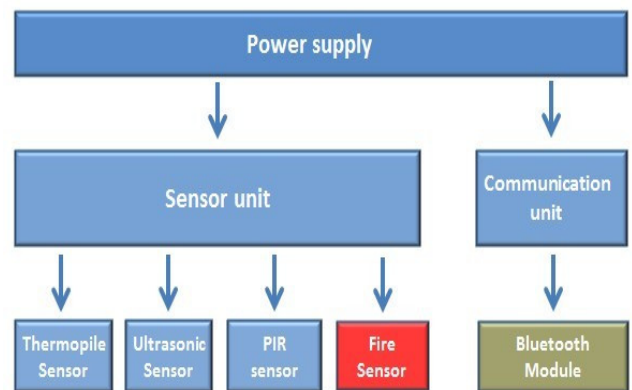 Power supply
Sensor unit
Communication
unit
Thermopile
Sensor
Ultrasonic
Sensor
PIR
sensor
Fire
Sensor
Bluetooth
Module